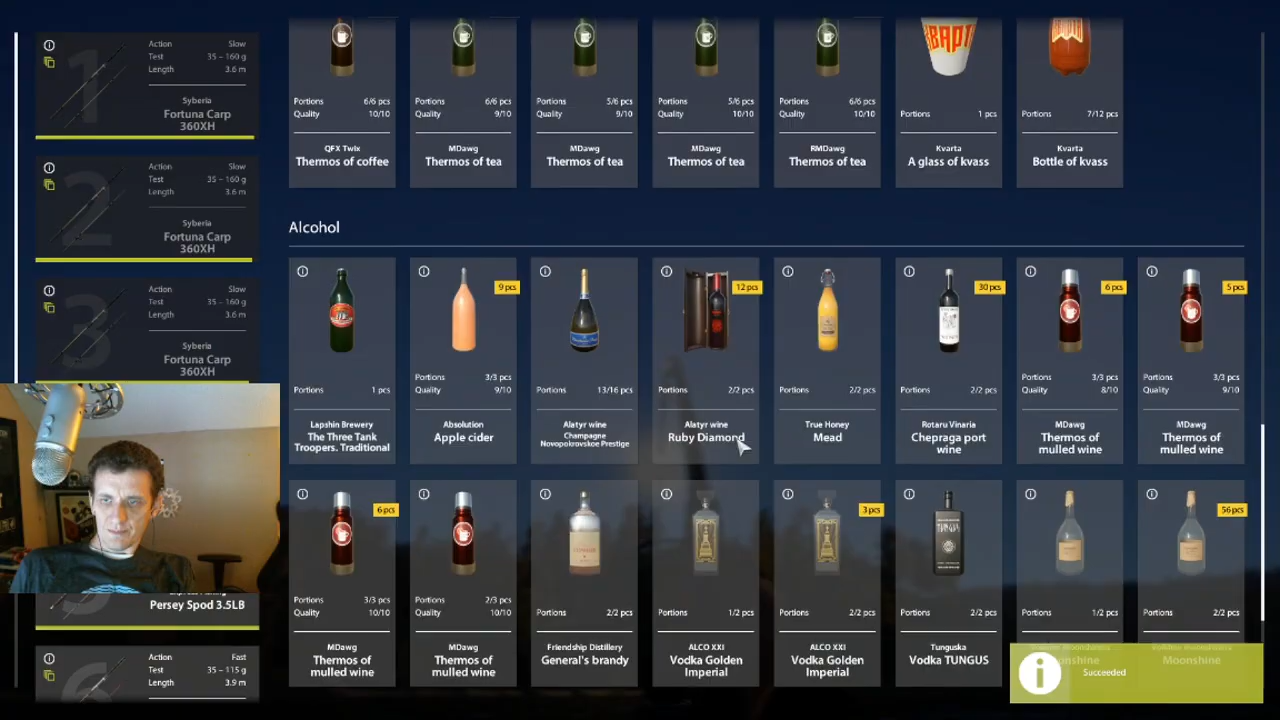 1
Action Slow
Test 35 – 160 g
Length 3.6 m
Syberia
Fortuna Carp
360XH
2
Action Slow
Test 35 – 160 g
Length 3.6 m
Syberia
Fortuna Carp
360XH
3
Action Slow
Test 35 – 160 g
Length 3.6 m
Syberia
Fortuna Carp
360XH
Persey Spod 3.5LB
6
Action Fast
Test 35 – 115 g
Length 3.9 m
Portions 6/6 pcs
Quality 10/10
QFX Twix
Thermos of coffee
Portions 6/6 pcs
Quality 9/10
MDawg
Thermos of tea
Portions 5/6 pcs
Quality 9/10
MDawg
Thermos of tea
Portions 5/6 pcs
Quality 10/10
MDawg
Thermos of tea
Portions 6/6 pcs
Quality 10/10
RMDawg
Thermos of tea
Portions 1 pcs
Kvarta
A glass of kvass
Portions 7/12 pcs
Kvarta
Bottle of kvass
Alcohol
Portions 1 pcs
Lapshin Brewery
The Three Tank
Troopers. Traditional
9 pcs
Portions 3/3 pcs
Quality 9/10
Absolution
Apple cider
Portions 13/16 pcs
Alatyr wine
Champagne
Novopokrovskoe Prestige
12 pcs
Portions 2/2 pcs
Alatyr wine
Ruby Diamond
Portions 2/2 pcs
True Honey
Mead
30 pcs
Portions 2/2 pcs
Rotaru Vinaria
Chepraga port
wine
6 pcs
Portions 3/3 pcs
Quality 8/10
MDawg
Thermos of
mulled wine
5 pcs
Portions 3/3 pcs
Quality 9/10
MDawg
Thermos of
mulled wine
6 pcs
Portions 3/3 pcs
Quality 10/10
MDawg
Thermos of
mulled wine
Portions 2/3 pcs
Quality 10/10
MDawg
Thermos of
mulled wine
Portions 2/2 pcs
Friendship Distillery
General's brandy
Portions 1/2 pcs
ALCO XXI
Vodka Golden
Imperial
3 pcs
Portions 2/2 pcs
ALCO XXI
Vodka Golden
Imperial
Portions 2/2 pcs
Tunguska
Vodka TUNGUS
Portions 1/2 pcs
56 pcs
Portions 2/2 pcs
Moonshine
Succeeded